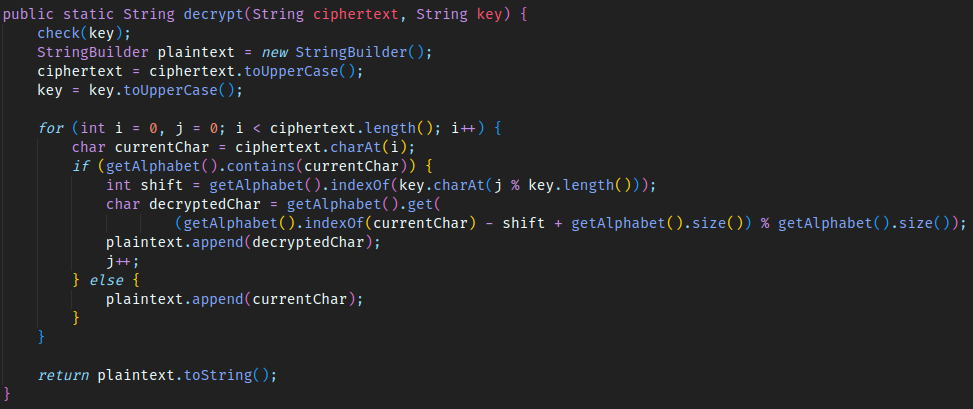 public static String decrypt(String ciphertext, String key) {
    check(key);
    StringBuilder plaintext = new StringBuilder();
    ciphertext = ciphertext.toUpperCase();
    key = key.toUpperCase();

    for (int i = 0, j = 0; i < ciphertext.length(); i++) {
        char currentChar = ciphertext.charAt(i);
        if (getAlphabet().contains(currentChar)) {
            int shift = getAlphabet().indexOf(key.charAt(j % key.length()));
            char decryptedChar = getAlphabet().get(
                    (getAlphabet().indexOf(currentChar) - shift + getAlphabet().size()) % getAlphabet().size());
            plaintext.append(decryptedChar);
            j++;
        } else {
            plaintext.append(currentChar);
        }
    }

    return plaintext.toString();
}